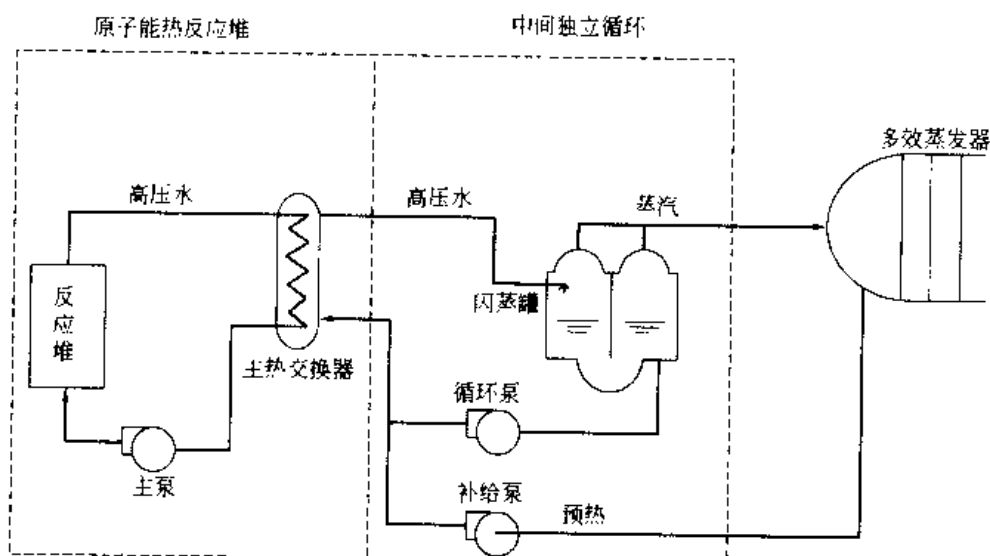 原子能热反应堆
中间独立循环
多效蒸发器
高压水
高压水
蒸汽
反应堆
闪蒸罐
主热交换器
循环泵
主泵
补给泵
预热